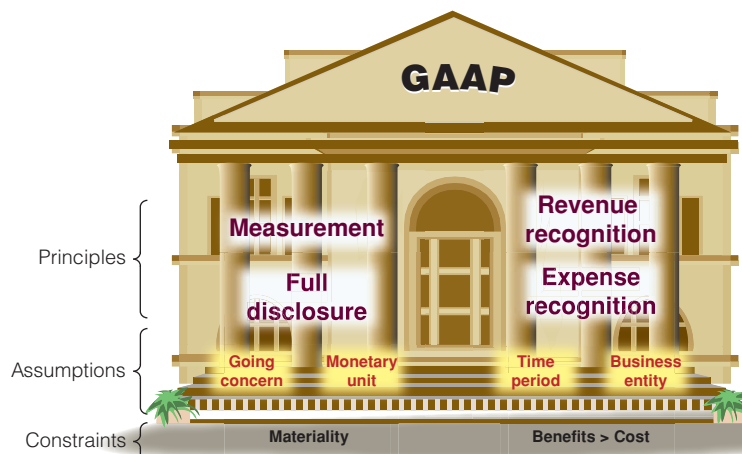 GAAP
Principles
Measurement
Full
disclosure
Revenue
recognition
Expense
recognition
Assumptions
Going
concern
Monetary
unit
Time
period
Business
entity
Constraints
Materiality
Benefits > Cost